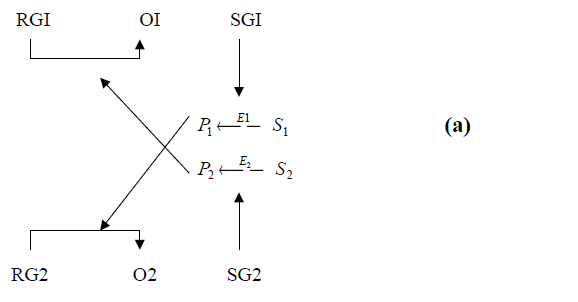 RGI OI SGI
P₁ ←E1— S₁ (a)
P₂ ←E₂— S₂
RG2 O2 SG2